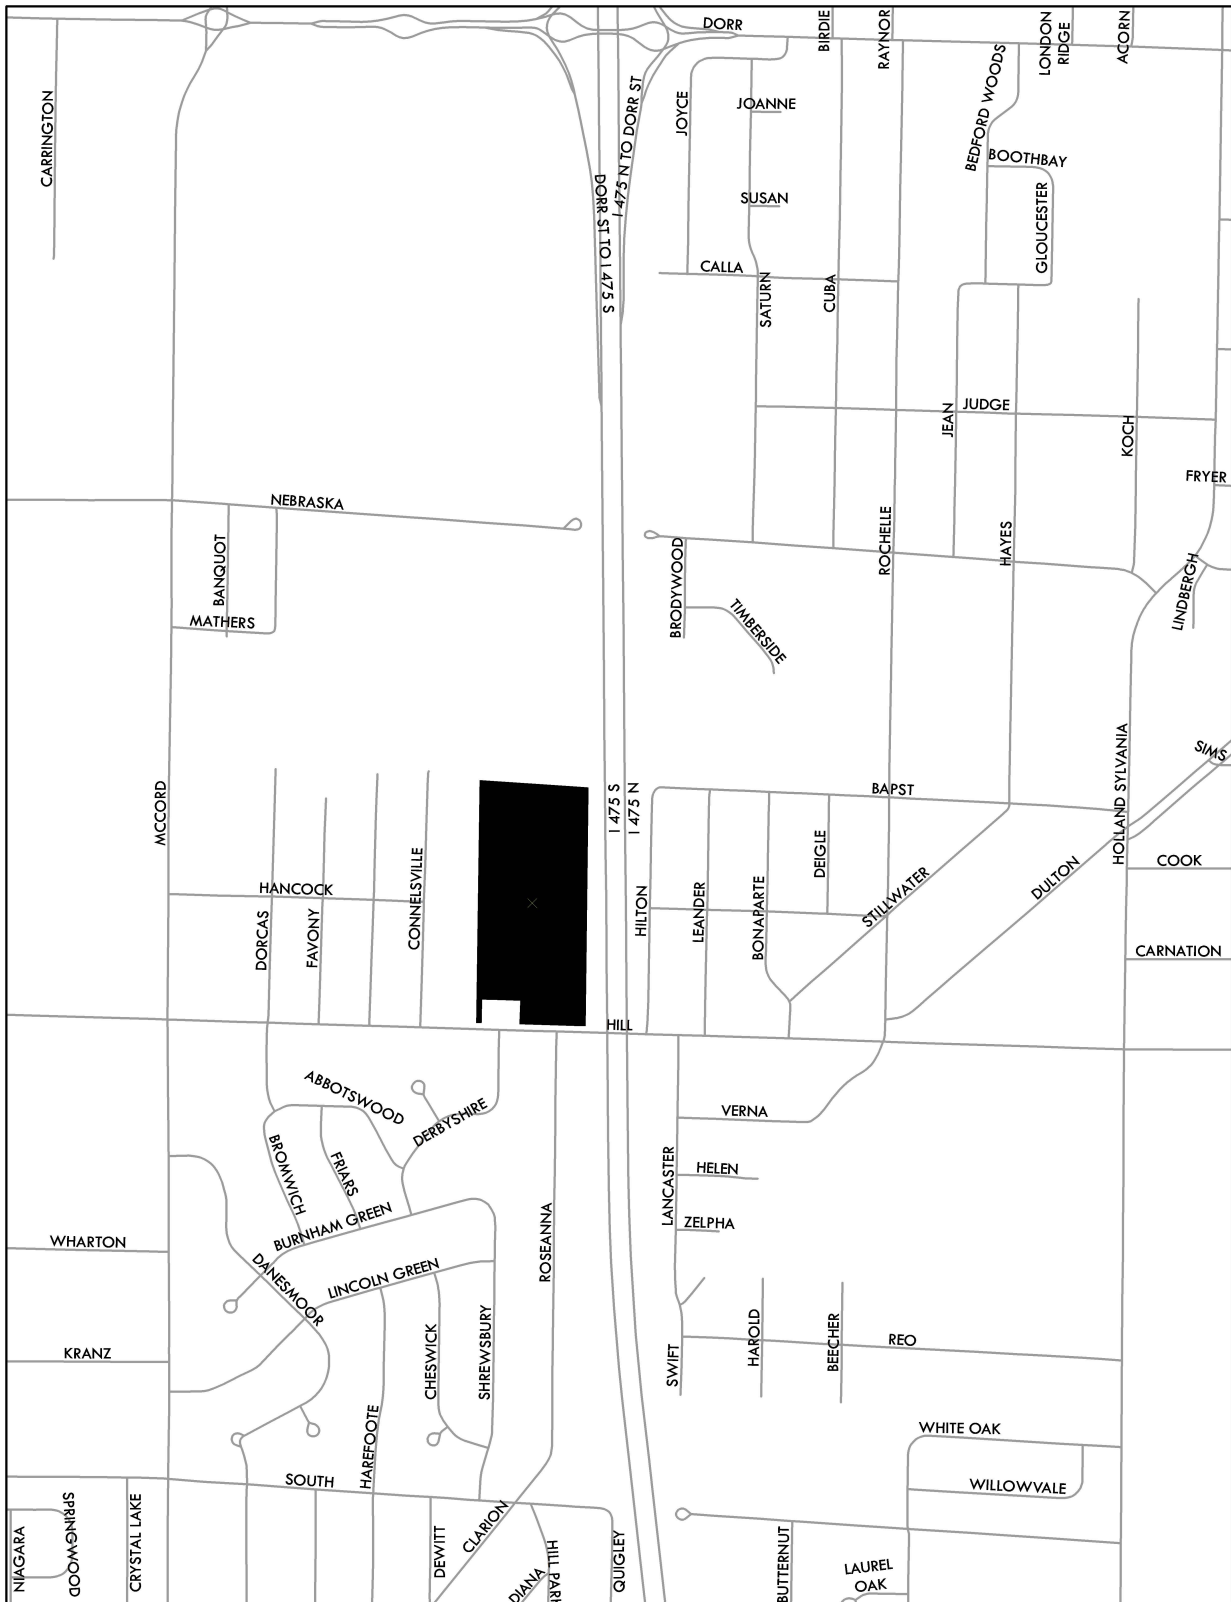 DORR
BIRDIE
RAYNOR
LONDON
RIDGE
ACORN
CARRINGTON
I 475 N TO DORR ST
DORR ST TO I 475 S
JOYCE
JOANNE
BEDFORD WOODS
BOOTHBAY
SUSAN
GLOUCESTER
CALLA
SATURN
CUBA
JEAN
JUDGE
KOCH
FRYER
NEBRASKA
BANQUOT
MATHERS
BRODYWOOD
TIMBERSIDE
ROCHELLE
HAYES
LINDBERGH
MCCORD
I 475 S
I 475 N
BAPST
HOLLAND SYLVANIA
SIMS
HANCOCK
DORCAS
FAVONY
CONNELSVILLE
HILTON
LEANDER
BONAPARTE
DEIGLE
STILLWATER
DULTON
COOK
CARNATION
HILL
ABBOTSWOOD
DERBYSHIRE
VERNA
BROMWICH
FRIARS
LANCASTER
HELEN
ZELPHA
BURNHAM GREEN
WHARTON
DANESMOOR
LINCOLN GREEN
ROSEANNA
KRANZ
CHESWICK
SHREWSBURY
SWIFT
HAROLD
BEECHER
REO
HAREFOOTE
WHITE OAK
SOUTH
WILLOWVALE
NIAGARA
SPRINGWOOD
CRYSTAL LAKE
DEWITT
CLARION
DIANA
HILL PAR
QUIGLEY
BUTTERNUT
LAUREL
OAK